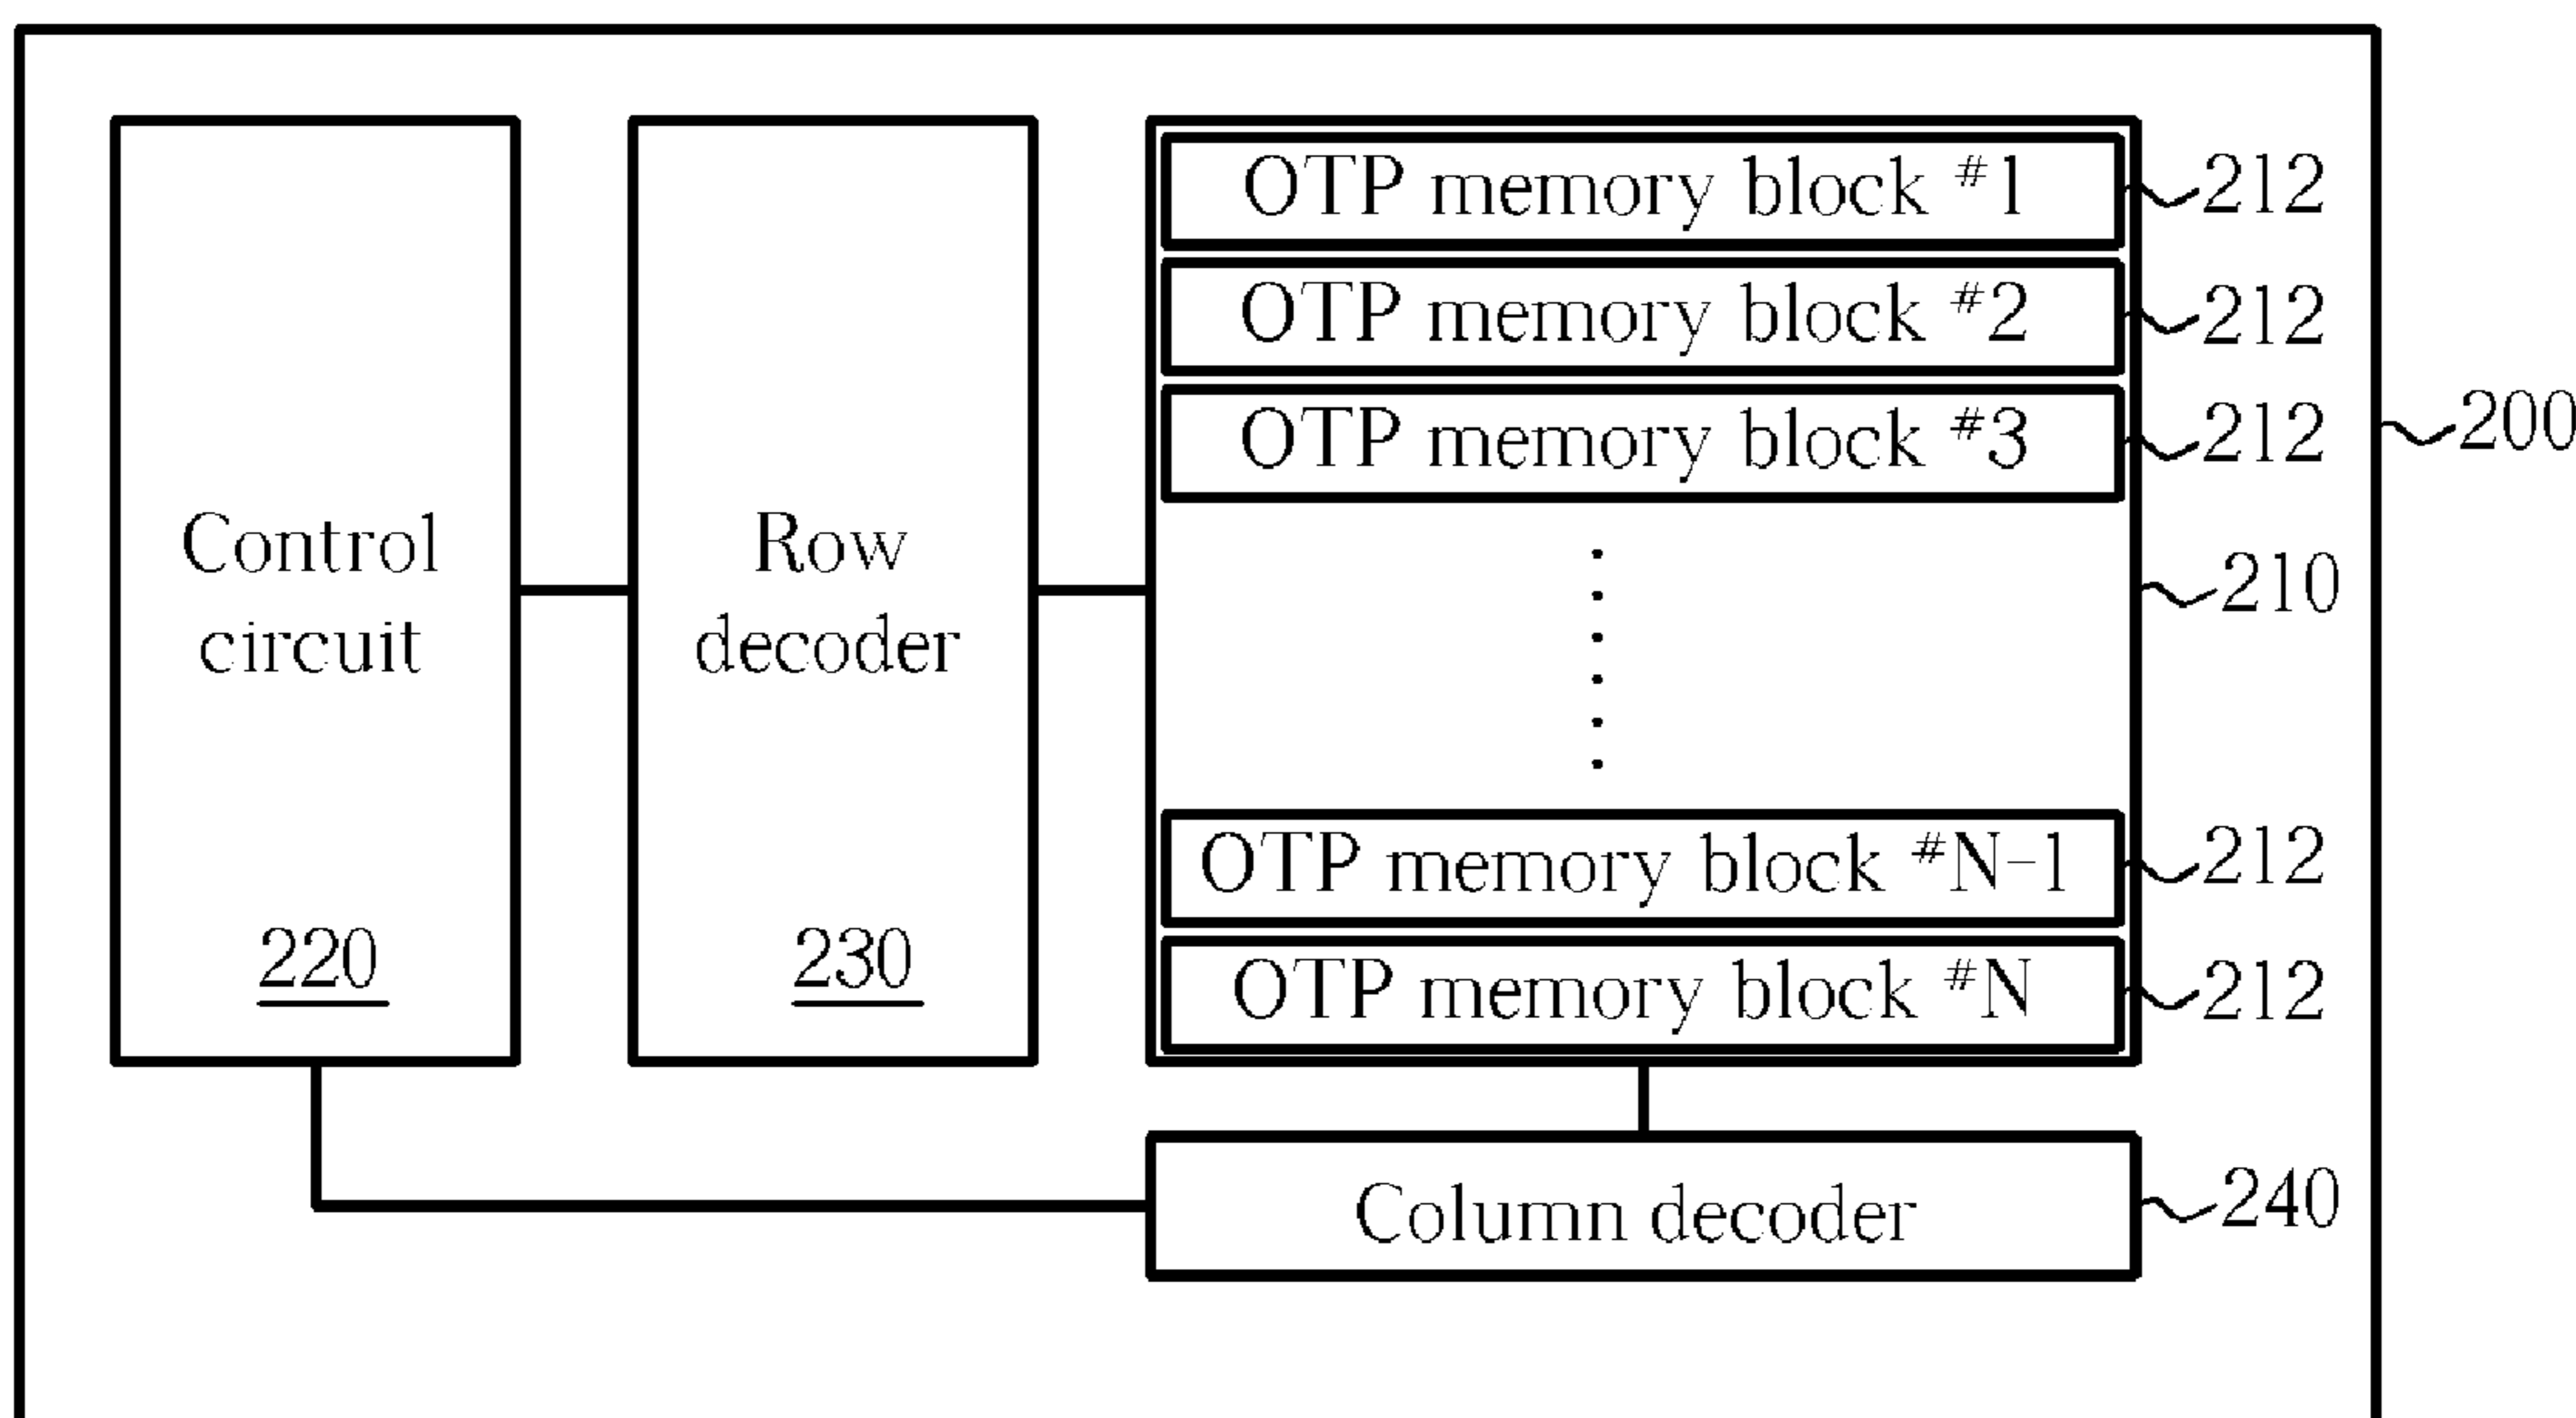 Control
circuit
220
Row
decoder
230
OTP memory block #1
212
OTP memory block #2
212
OTP memory block #3
212
200
210
OTP memory block #N-1
212
OTP memory block #N
212
Column decoder
240